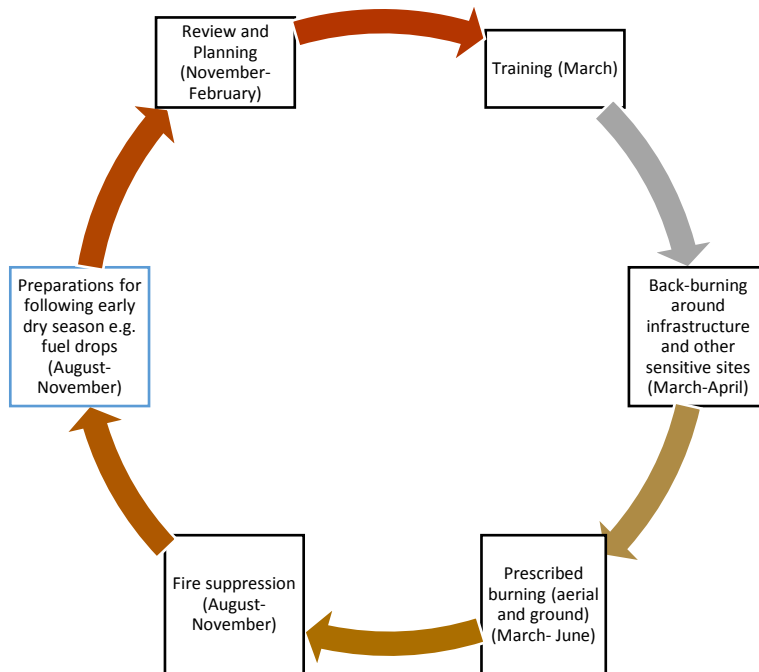 Review and
Planning
(November-
February)
Training (March)
Back-burning
around
infrastructure
and other
sensitive sites
(March-April)
Prescribed
burning (aerial
and ground)
(March- June)
Fire suppression
(August-
November)
Preparations for
following early
dry season e.g.
fuel drops
(August-
November)